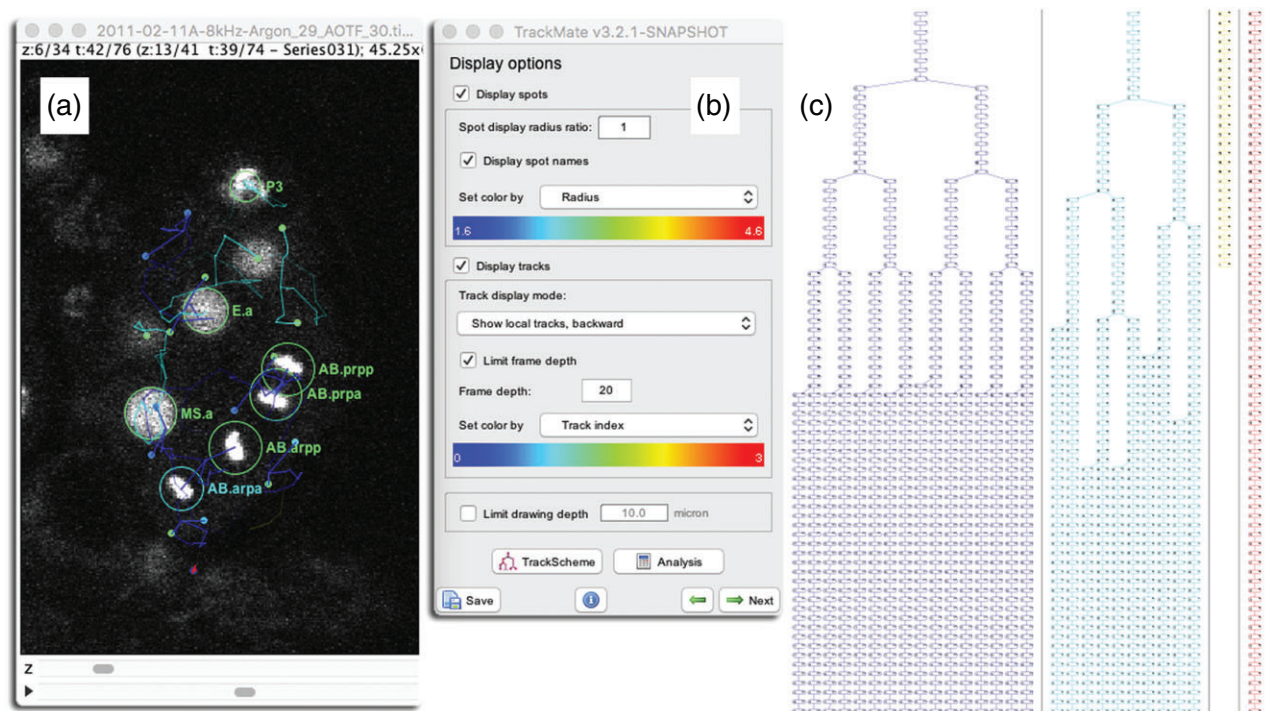 2011-02-11A-8kHz-Argon_29_AOTF_30.ti...
z:6/34 t:42/76 (z:13/41 t:39/74 - Series031); 45.25x
(a)
P3
E.a
AB.prpp
AB.prpa
MS.a
AB.arpp
AB.arpa
Z
TrackMate v3.2.1-SNAPSHOT
Display options
Display spots
(b)
Spot display radius ratio: 1
Display spot names
Set color by Radius
1.6 4.6
Display tracks
Track display mode:
Show local tracks, backward
Limit frame depth
Frame depth: 20
Set color by Track index
0 3
Limit drawing depth 10.0 micron
TrackScheme Analysis
Save Next
(c)